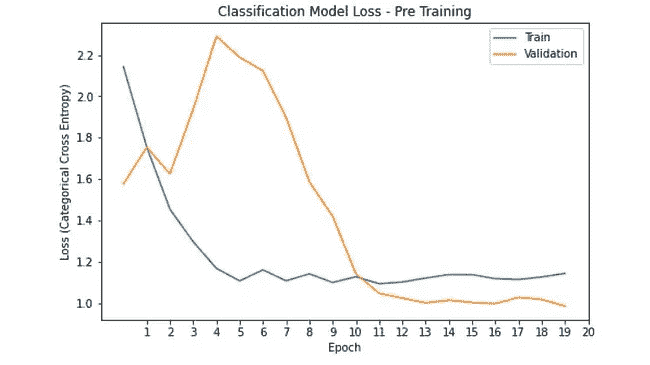 Classification Model Loss - Pre Training
Train
Validation
2.2
2.0
1.8
1.6
1.4
1.2
1.0
Loss (Categorical Cross Entropy)
1 2 3 4 5 6 7 8 9 10 11 12 13 14 15 16 17 18 19 20
Epoch